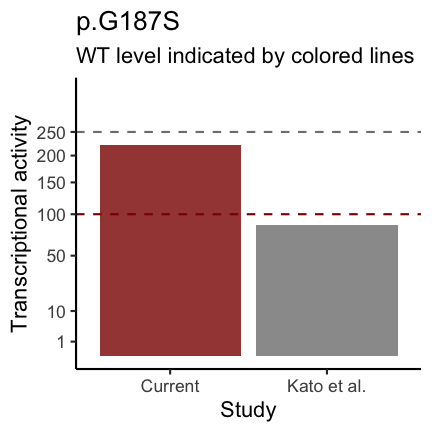 p.G187S
WT level indicated by colored lines
Transcriptional activity
250
200
150
100
50
10
1
Current
Kato et al.
Study